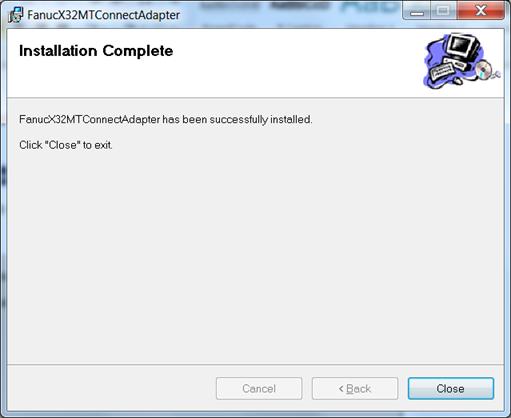 FanucX32MTConnectAdapter
Installation Complete
FanucX32MTConnectAdapter has been successfully installed.
Click "Close" to exit.
Cancel
< Back
Close